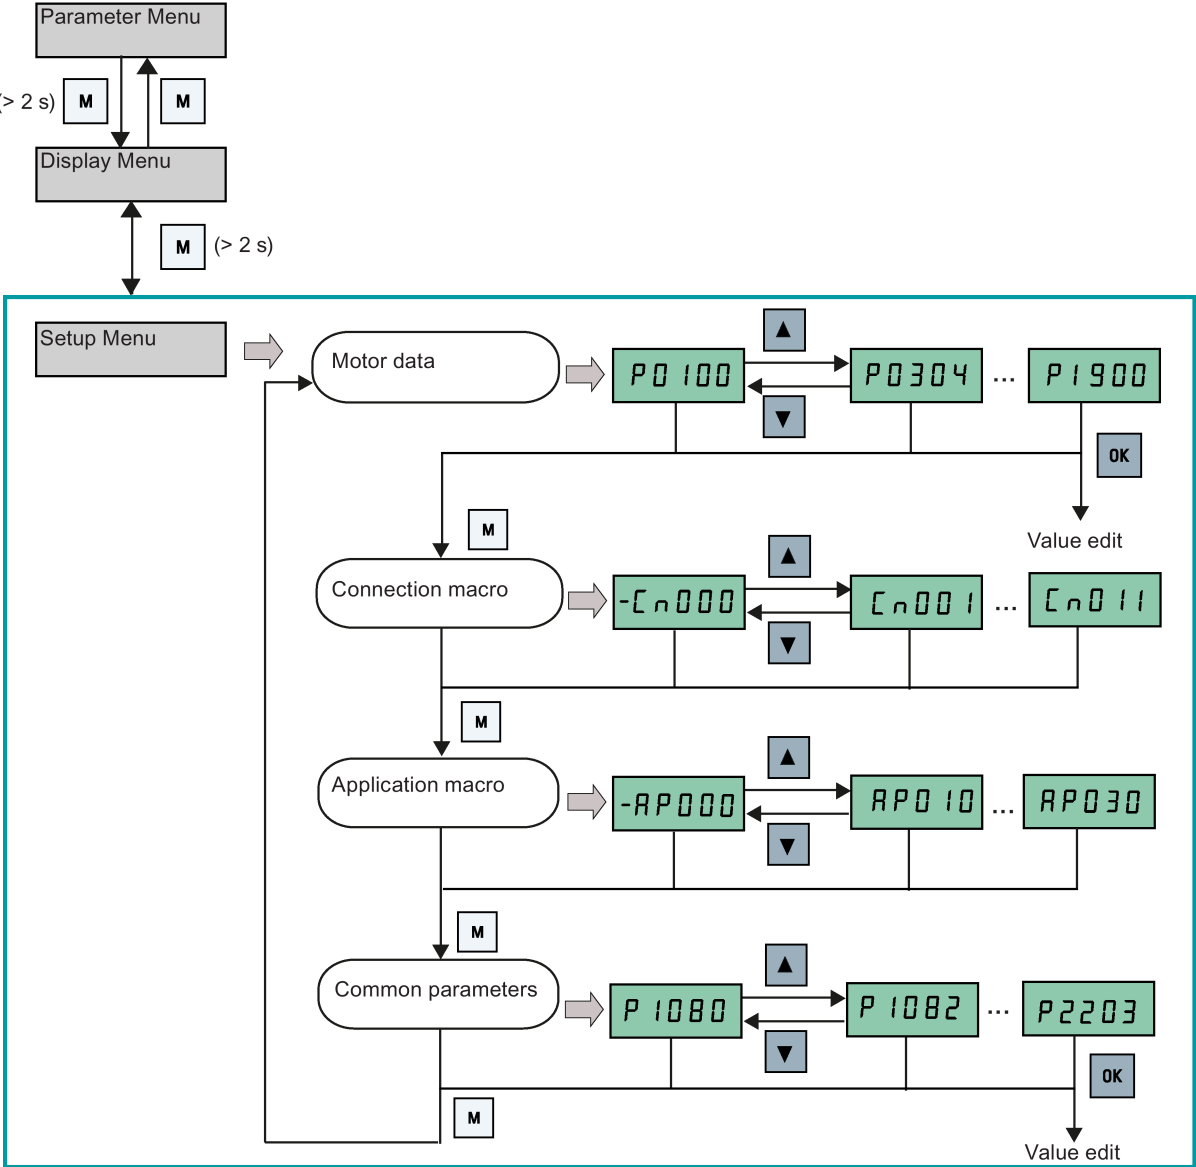 Parameter Menu
(> 2 s) M M
Display Menu
M (> 2 s)
Setup Menu
Motor data
▲
P0100 P0304 ... P1900
▼
OK
M
Value edit
Connection macro
▲
-Cn000 Cn001 ... Cn011
▼
M
Application macro
▲
-AP000 AP010 ... AP030
▼
M
Common parameters
▲
P1080 P1082 ... P2203
▼
OK
M
Value edit